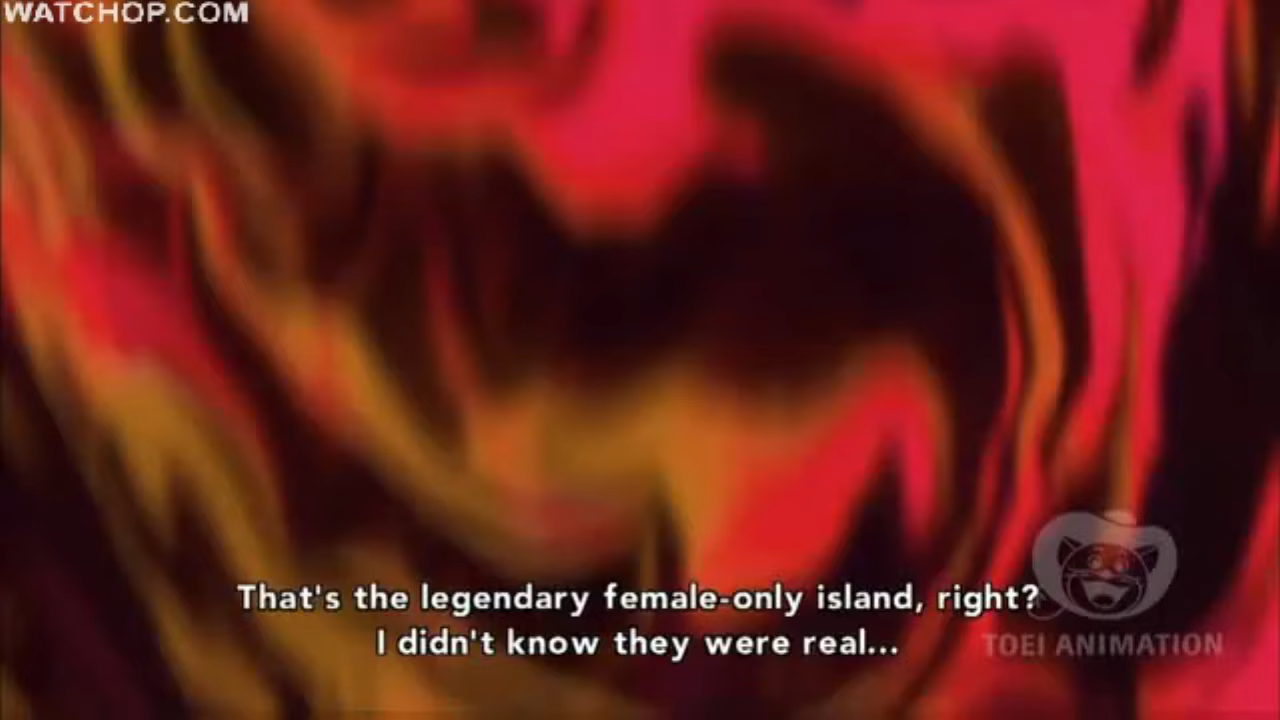 WATCHOP.COM
That's the legendary female-only island, right?
I didn't know they were real...
TOEI ANIMATION